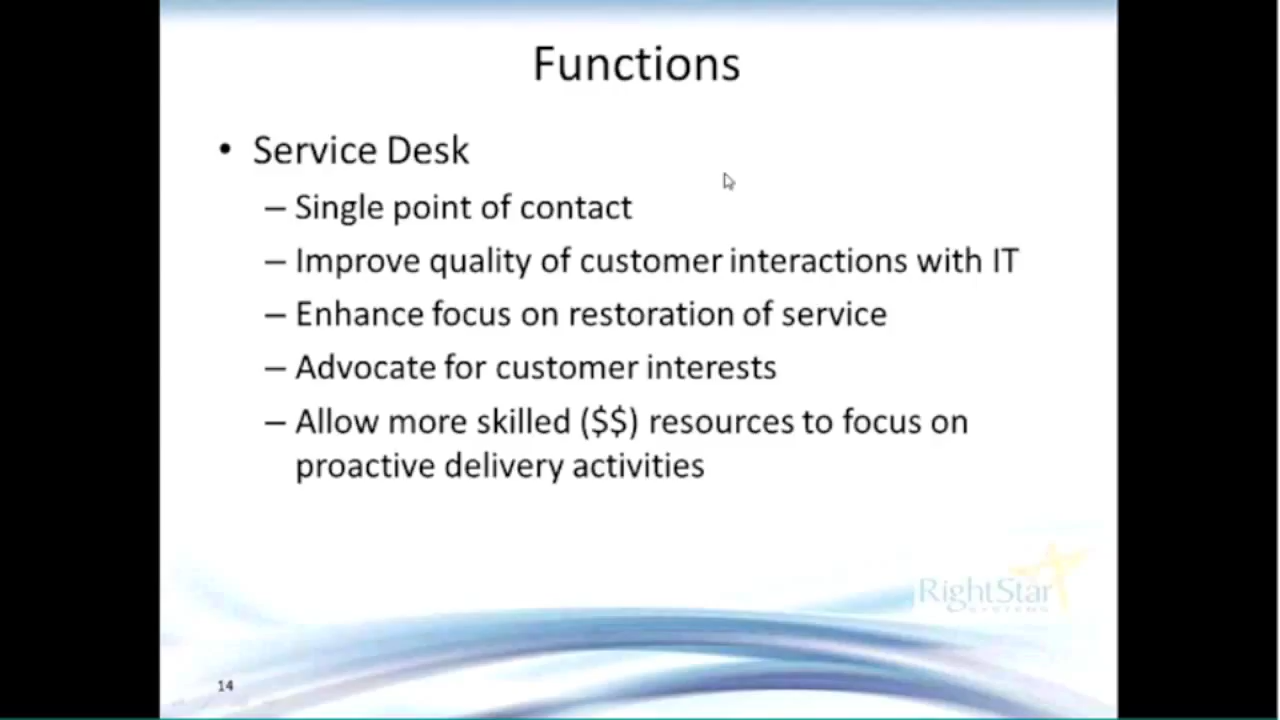 Functions
• Service Desk
– Single point of contact
– Improve quality of customer interactions with IT
– Enhance focus on restoration of service
– Advocate for customer interests
– Allow more skilled ($$) resources to focus on
proactive delivery activities
RightStar
SYSTEMS
14